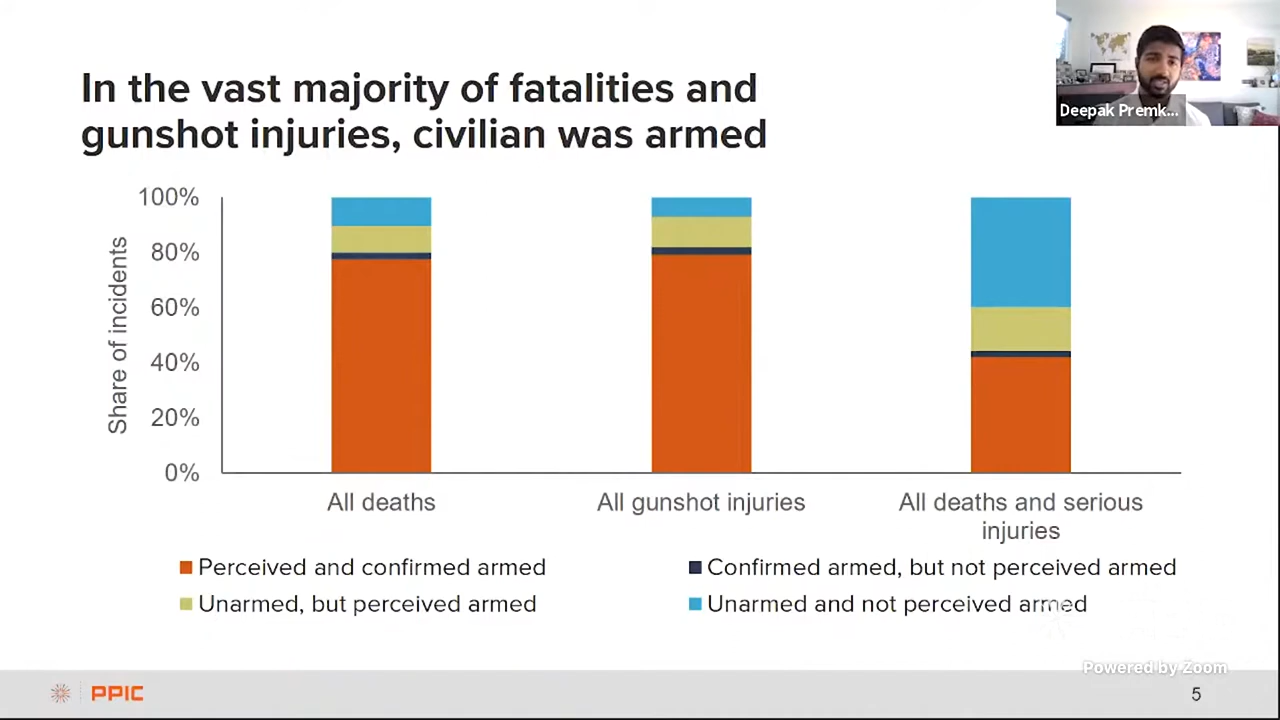 In the vast majority of fatalities and
gunshot injuries, civilian was armed
Deepak Premk...
Share of incidents
100%
80%
60%
40%
20%
0%
All deaths
All gunshot injuries
All deaths and serious
injuries
Perceived and confirmed armed
Confirmed armed, but not perceived armed
Unarmed, but perceived armed
Unarmed and not perceived armed
Powered by Zoom
PPIC
5